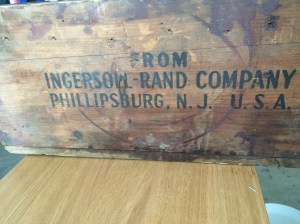 FROM
INGERSOLL-RAND COMPANY
PHILLIPSBURG, N. J. U.S.A.